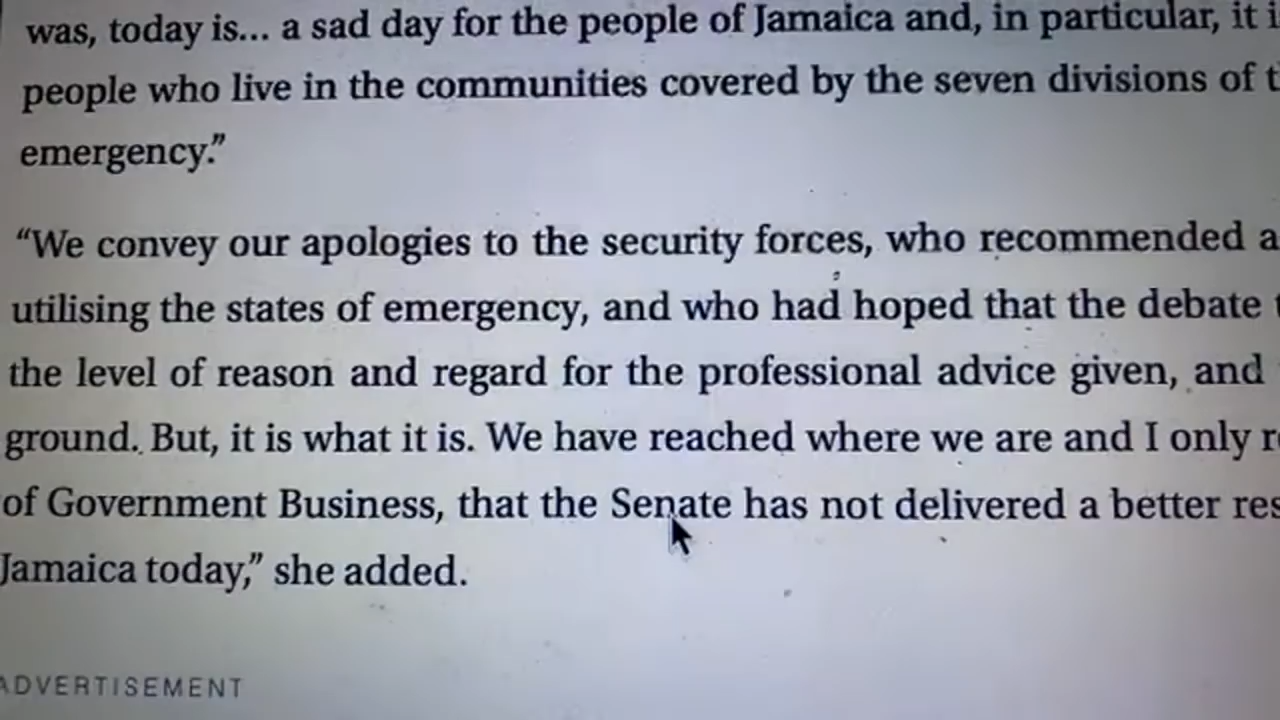 was, today is... a sad day for the people of Jamaica and, in particular, it
people who live in the communities covered by the seven divisions of
emergency.”
“We convey our apologies to the security forces, who recommended
utilising the states of emergency, and who had hoped that the debate
the level of reason and regard for the professional advice given, and
ground. But, it is what it is. We have reached where we are and I only
of Government Business, that the Senate has not delivered a better
Jamaica today,” she added.
ADVERTISEMENT